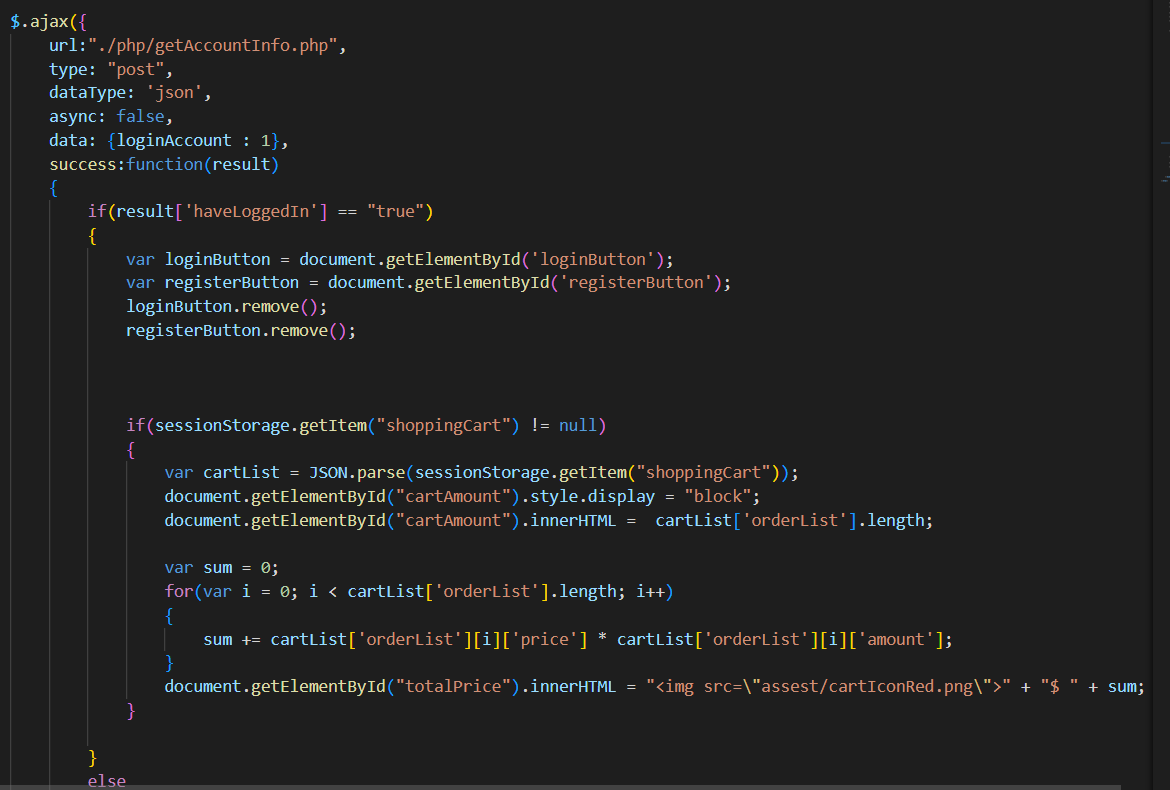 $.ajax({
    url:"./php/getAccountInfo.php",
    type: "post",
    dataType: 'json',
    async: false,
    data: {loginAccount : 1},
    success:function(result)
    {
        if(result['haveLoggedIn'] == "true")
        {
            var loginButton = document.getElementById('loginButton');
            var registerButton = document.getElementById('registerButton');
            loginButton.remove();
            registerButton.remove();
            if(sessionStorage.getItem("shoppingCart") != null)
            {
                var cartList = JSON.parse(sessionStorage.getItem("shoppingCart"));
                document.getElementById("cartAmount").style.display = "block";
                document.getElementById("cartAmount").innerHTML =  cartList['orderList'].length;
                var sum = 0;
                for(var i = 0; i < cartList['orderList'].length; i++)
                {
                    sum += cartList['orderList'][i]['price'] * cartList['orderList'][i]['amount'];
                }
                document.getElementById("totalPrice").innerHTML = "<img src=\"assest/cartIconRed.png\">" + "$ " + sum;
            }
        }
        else